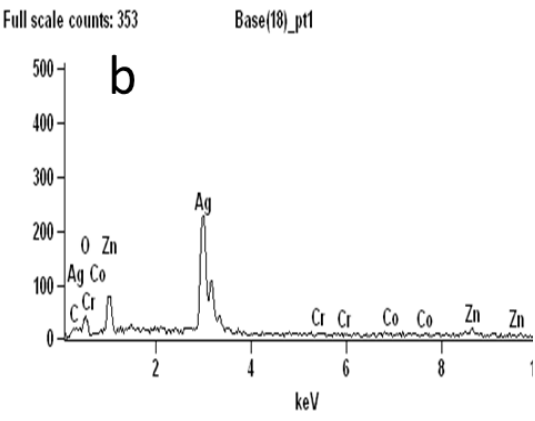 Full scale counts: 353 Base(18)_pt1
b
500
400
300
200
100
0
Ag
O Zn
Ag Co
C Cr
Cr Cr Co Co Zn Zn
2 4 6 8 1
keV